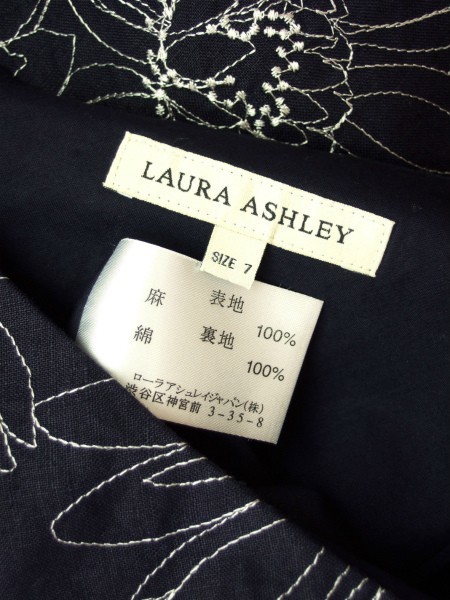 LAURA ASHLEY
SIZE 7
表地
麻 100%
裏地
綿 100%
ローラアシュレイジャパン(株)
渋谷区神宮前 3-35-8